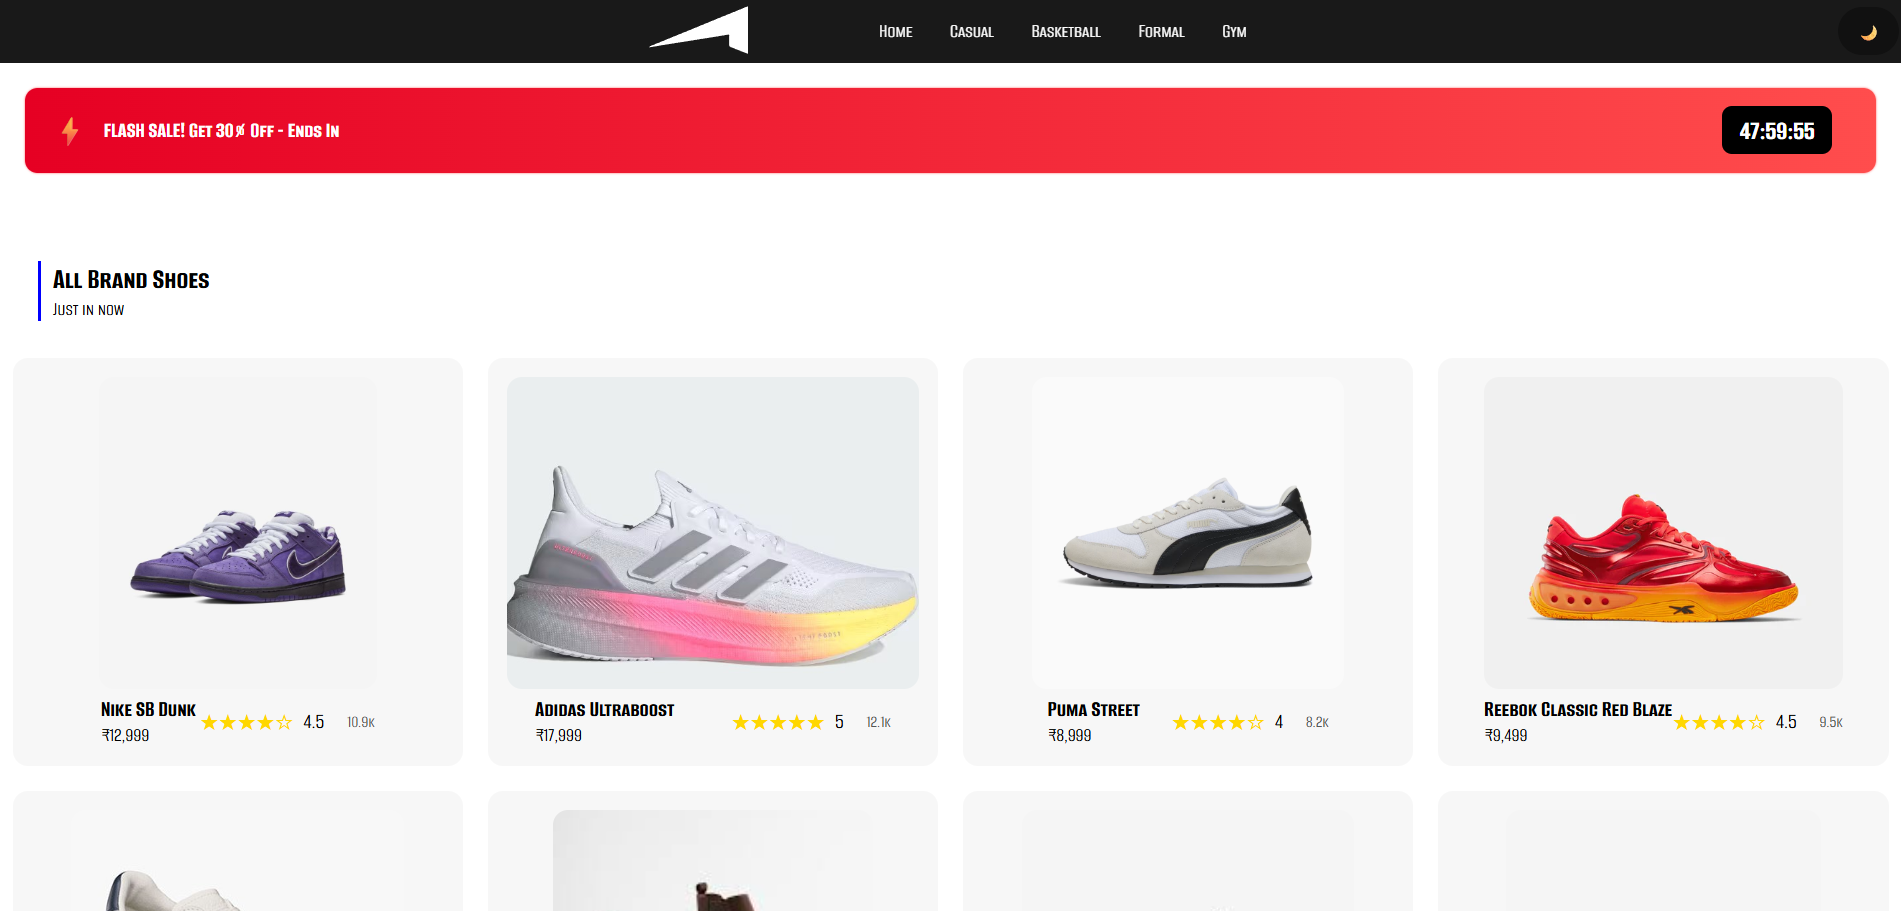 Home Casual Basketball Formal Gym
FLASH SALE! Get 30% Off - Ends In 47:59:55
All Brand Shoes
Just in now
Nike SB Dunk ★★★★☆ 4.5 10.9k
₹12,999
Adidas Ultraboost ★★★★★ 5 12.1k
₹17,999
Puma Street ★★★★☆ 4 8.2k
₹8,999
Reebok Classic Red Blaze ★★★★☆ 4.5 9.5k
₹9,499